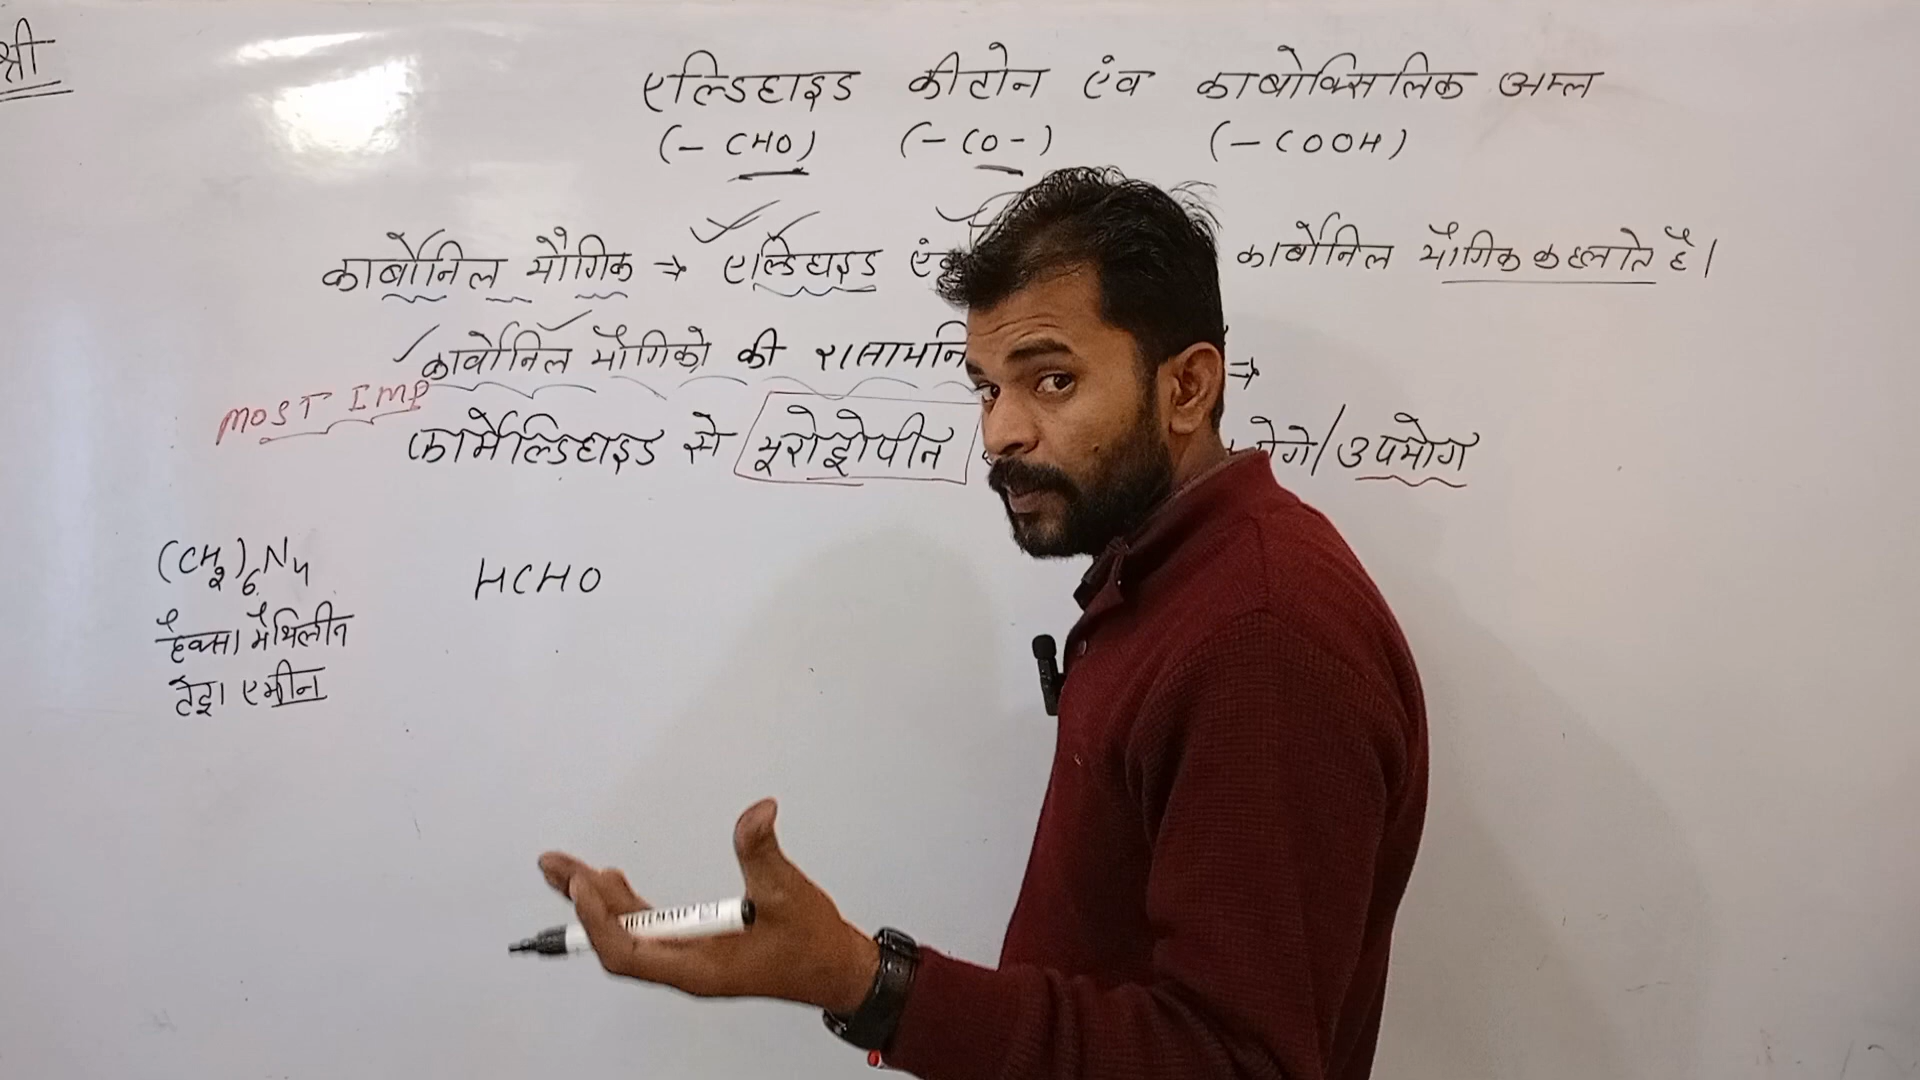 श्री
एल्डिहाइड कीटोन एंव कार्बोक्सिलिक अम्ल
(- CHO) (- CO -) (- COOH)
कार्बोनिल यौगिक ⇒ एल्डिहाइड एंव कार्बोनिल यौगिक कहलाते है।
कार्बोनिल यौगिको की
MOST IMP
फार्मेल्डिहाइड से यूरोट्रोपीन / उपयोग
(CH2)6N4 HCHO
हैक्सा मैथिलीन
टेट्रा एमीन